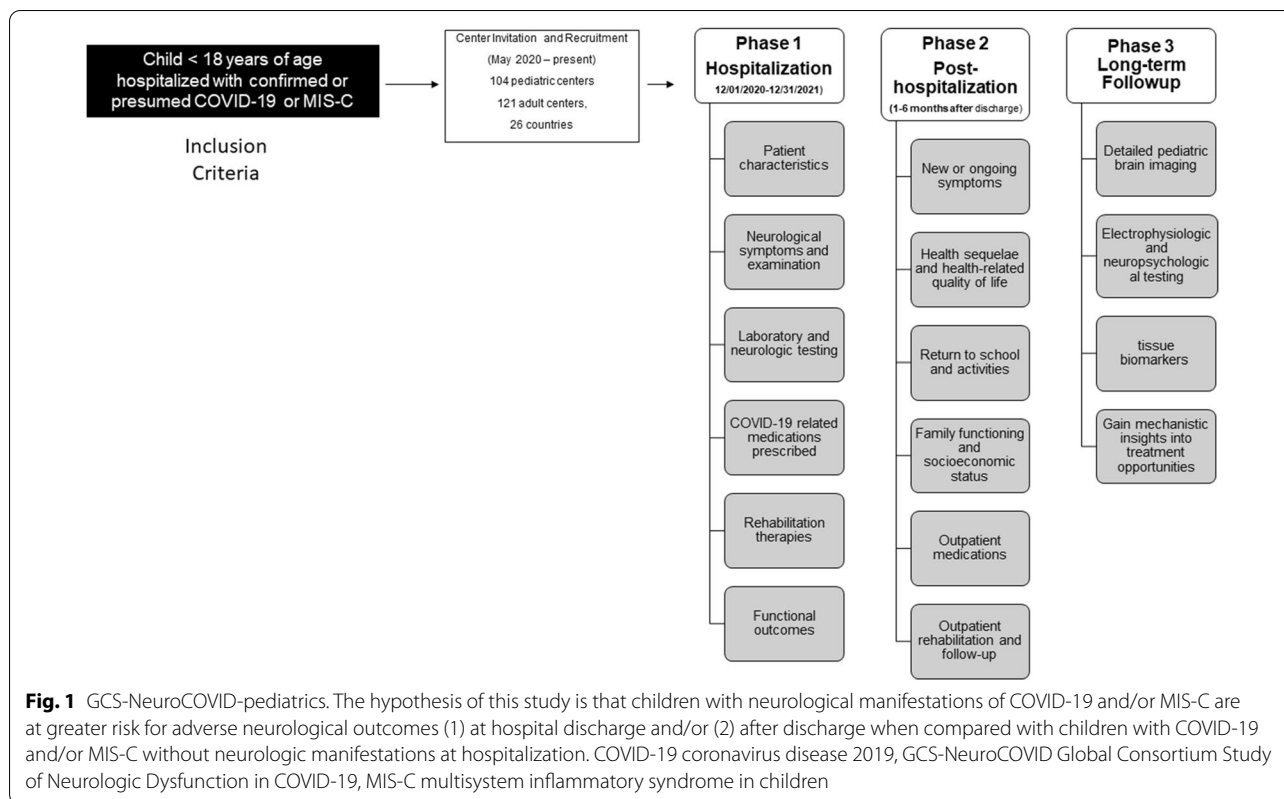 Child < 18 years of age
hospitalized with confirmed or
presumed COVID-19 or MIS-C
Inclusion
Criteria
Center Invitation and Recruitment
(May 2020 – present)
104 pediatric centers
121 adult centers,
26 countries
Phase 1
Hospitalization
12/01/2020-12/31/2021)
Patient
characteristics
Neurological
symptoms and
examination
Laboratory and
neurologic testing
COVID-19 related
medications
prescribed
Rehabilitation
therapies
Functional
outcomes
Phase 2
Post-
hospitalization
(1-6 months after discharge)
New or ongoing
symptoms
Health sequelae
and health-related
quality of life
Return to school
and activities
Family functioning
and
socioeconomic
status
Outpatient
medications
Outpatient
rehabilitation and
follow-up
Phase 3
Long-term
Followup
Detailed pediatric
brain imaging
Electrophysiologic
and
neuropsychologic
al testing
tissue
biomarkers
Gain mechanistic
insights into
treatment
opportunities
Fig. 1 GCS-NeuroCOVID-pediatrics. The hypothesis of this study is that children with neurological manifestations of COVID-19 and/or MIS-C are
at greater risk for adverse neurological outcomes (1) at hospital discharge and/or (2) after discharge when compared with children with COVID-19
and/or MIS-C without neurologic manifestations at hospitalization. COVID-19 coronavirus disease 2019, GCS-NeuroCOVID Global Consortium Study
of Neurologic Dysfunction in COVID-19, MIS-C multisystem inflammatory syndrome in children